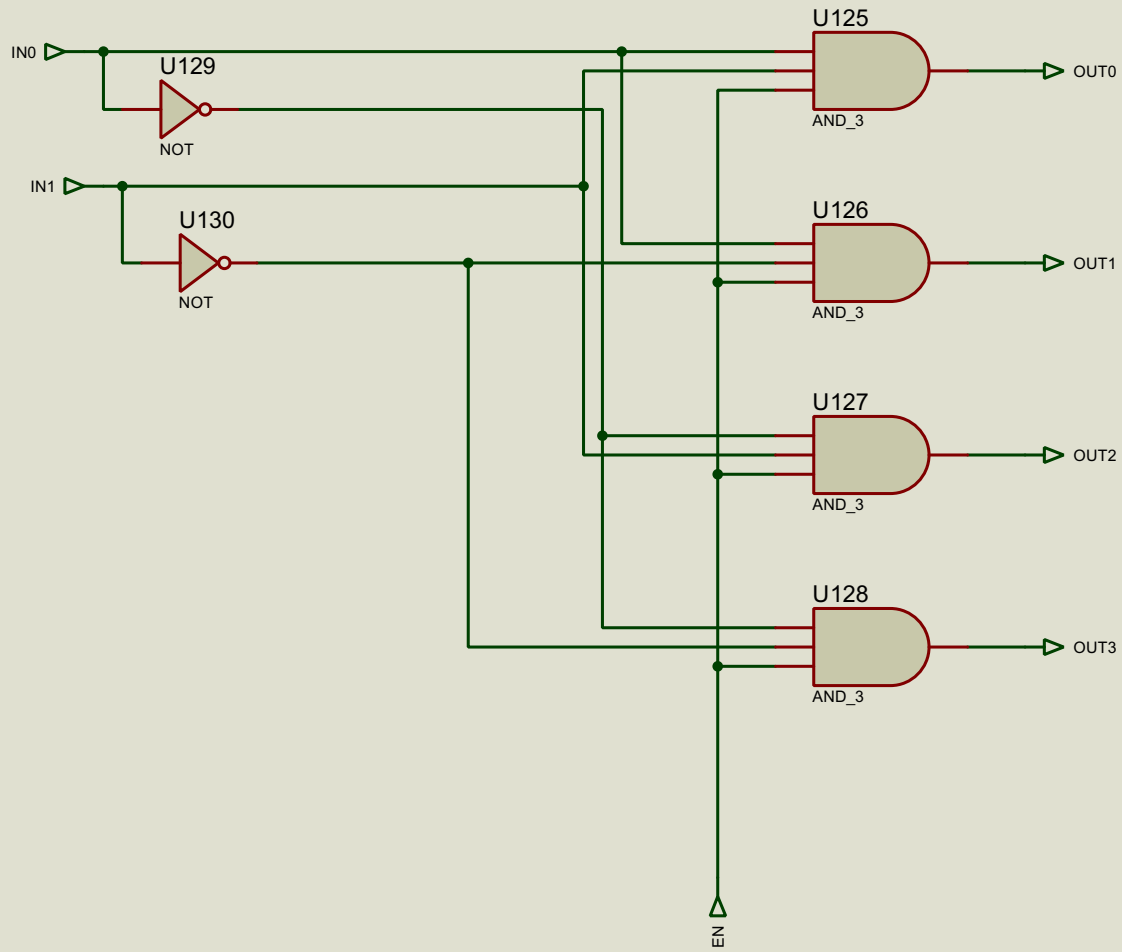 U125
IN0
U129
OUT0
AND_3
NOT
IN1
U126
U130
OUT1
NOT
AND_3
U127
OUT2
AND_3
U128
OUT3
AND_3
EN